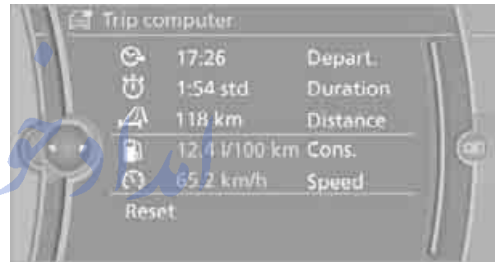 Trip computer
17:26 Depart.
1:54 std Duration
118 km Distance
12.4 l/100 km Cons.
65.2 km/h Speed
Reset